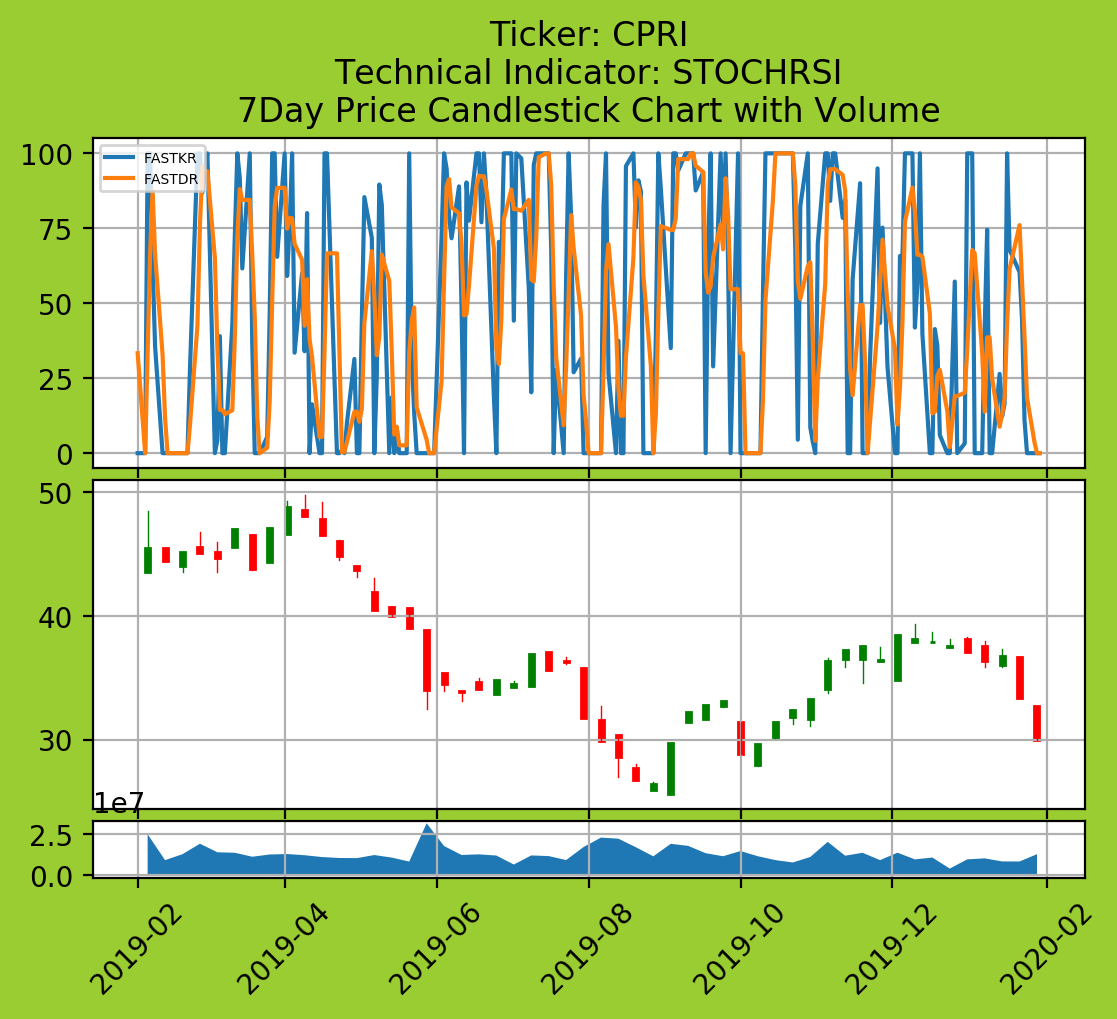 Ticker: CPRI
Technical Indicator: STOCHRSI
7Day Price Candlestick Chart with Volume
100
75
50
25
0
FASTKR
FASTDR
50
40
30
1e7
2.5
0.0
2019-02
2019-04
2019-06
2019-08
2019-10
2019-12
2020-02